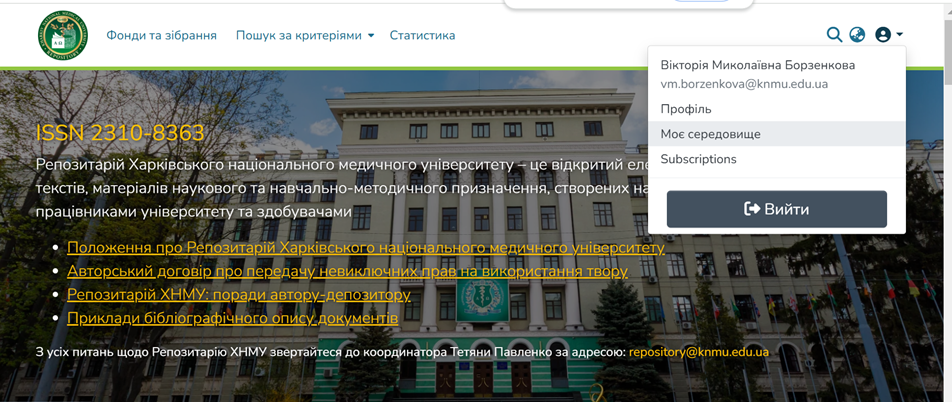 Фонди та зібрання Пошук за критеріями Статистика
Вікторія Миколаївна Борзенкова
vm.borzenkova@knmu.edu.ua
Профіль
Моє середовище
Subscriptions
Вийти
ISSN 2310-8363
Репозитарій Харківського національного медичного університету – це відкритий еле
текстів, матеріалів наукового та навчально-методичного призначення, створених на
працівниками університету та здобувачами
Положення про Репозитарій Харківського національного медичного університету
Авторський договір про передачу невиключних прав на використання твору
Репозитарій ХНМУ: поради автору-депозитору
Приклади бібліографічного опису документів
З усіх питань щодо Репозитарію ХНМУ звертайтеся до координатора Тетяни Павленко за адресою: repository@knmu.edu.ua